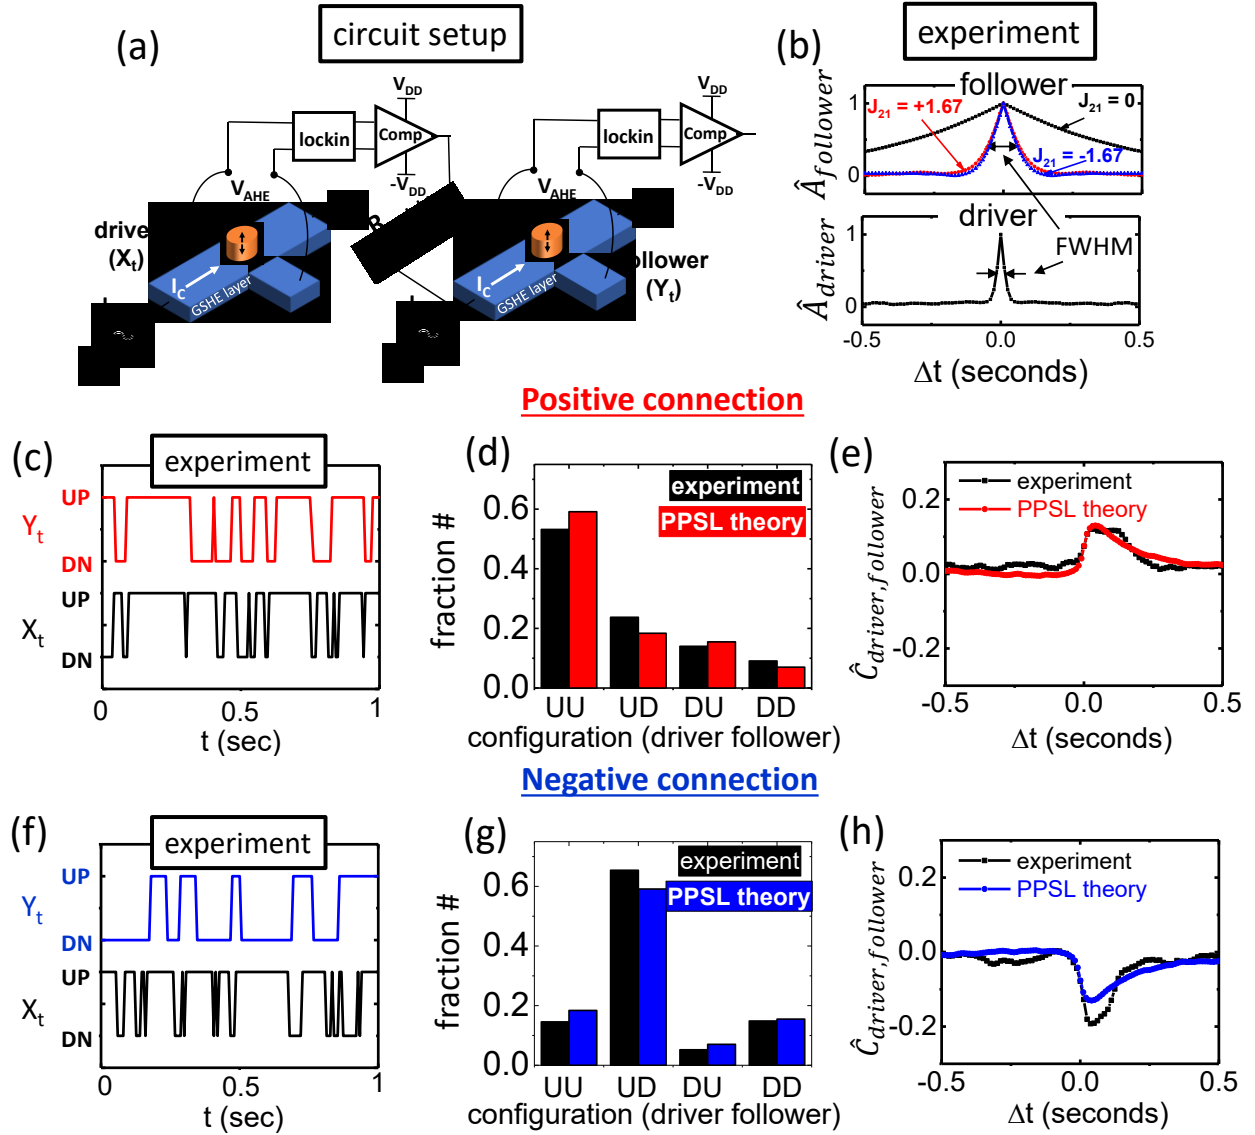 (a)
circuit setup
V_DD
V_DD
lockin
Comp
lockin
Comp
-V_DD
-V_DD
V_AHE
V_AHE
(X_t)
(Y_t)
I_C
GSHE layer
I_C
GSHE layer
(b)
experiment
follower
J_21 = +1.67
J_21 = 0
J_21 = -1.67
1
0
Â_follower
driver
FWHM
1
0
Â_driver
-0.5
0.0
0.5
Δt (seconds)
Positive connection
(c)
experiment
UP
Y_t
DN
UP
X_t
DN
0
0.5
1
t (sec)
(d)
experiment
PPSL theory
0.6
0.4
0.2
0.0
fraction #
UU
UD
DU
DD
configuration (driver follower)
(e)
experiment
PPSL theory
0.2
0.0
-0.2
Ĉ_driver,follower
-0.5
0.0
0.5
Δt (seconds)
Negative connection
(f)
experiment
UP
Y_t
DN
UP
X_t
DN
0
0.5
1
t (sec)
(g)
experiment
PPSL theory
0.6
0.4
0.2
0.0
fraction #
UU
UD
DU
DD
configuration (driver follower)
(h)
experiment
PPSL theory
0.2
0.0
-0.2
Ĉ_driver,follower
-0.5
0.0
0.5
Δt (seconds)